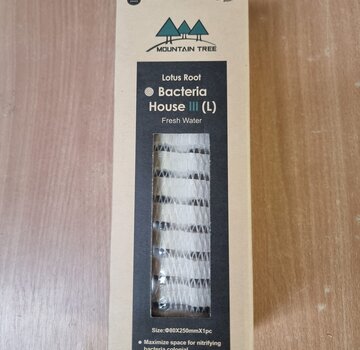 MOUNTAIN TREE
Lotus Root
Bacteria
House III (L)
Fresh Water
Size:Φ80X250mmX1pc
Maximize space for nitrifying
bacteria colonial